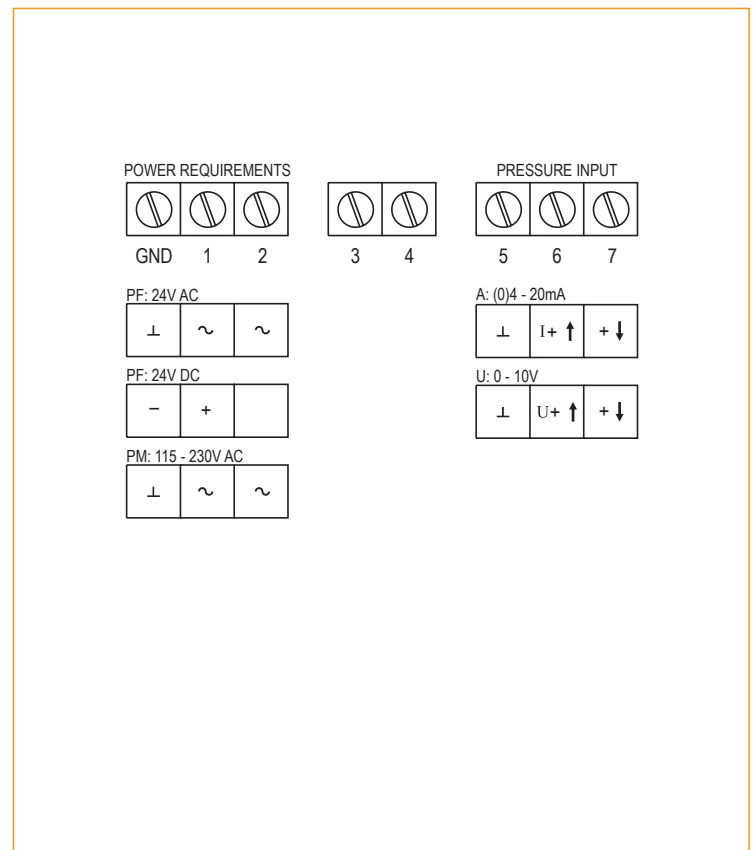 POWER REQUIREMENTS
PRESSURE INPUT
GND 1 2 3 4 5 6 7
PF: 24V AC
⊥ ~ ~
PF: 24V DC
− +
PM: 115 - 230V AC
⊥ ~ ~
A: (0)4 - 20mA
⊥ I+ ↑ + ↓
U: 0 - 10V
⊥ U+ ↑ + ↓